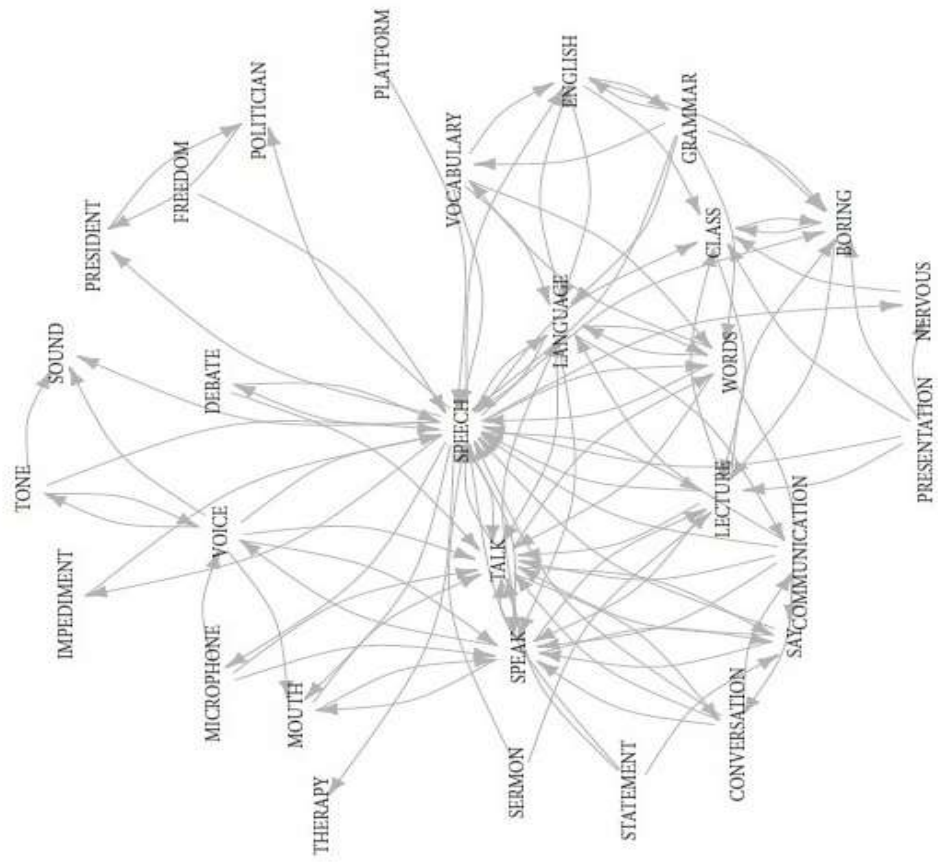 PLATFORM
ENGLISH
POLITICIAN
GRAMMAR
VOCABULARY
FREEDOM
PRESIDENT
CLASS
BORING
LANGUAGE
NERVOUS
SOUND
WORDS
DEBATE
SPEECH
PRESENTATION
TONE
LECTURE
VOICE
TALK
COMMUNICATION
IMPEDIMENT
SAY
SPEAK
MICROPHONE
MOUTH
CONVERSATION
SERMON
STATEMENT
THERAPY